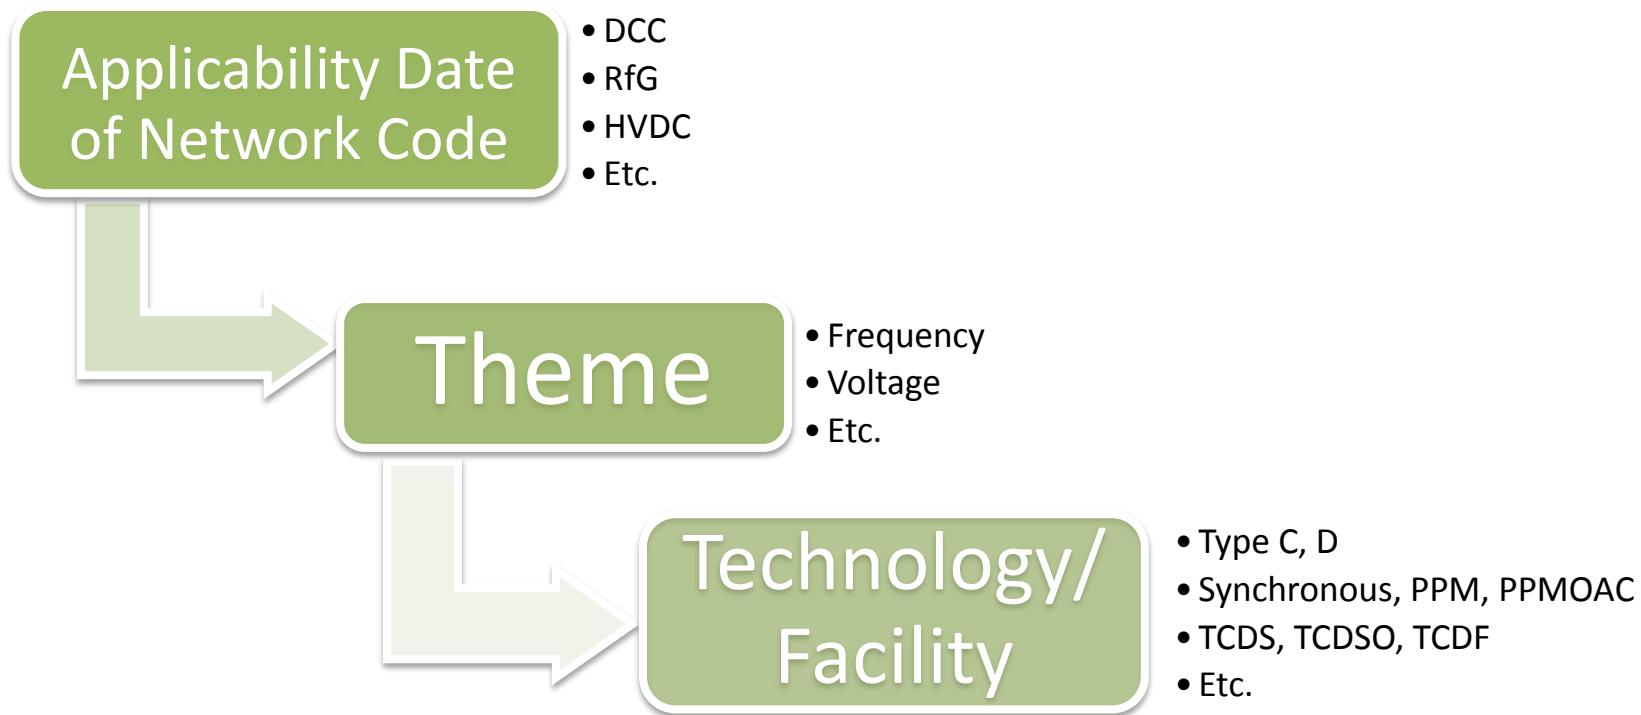 Applicability Date
of Network Code
• DCC
• RfG
• HVDC
• Etc.
Theme
• Frequency
• Voltage
• Etc.
Technology/
Facility
• Type C, D
• Synchronous, PPM, PPMOAC
• TCDS, TCDSO, TCDF
• Etc.